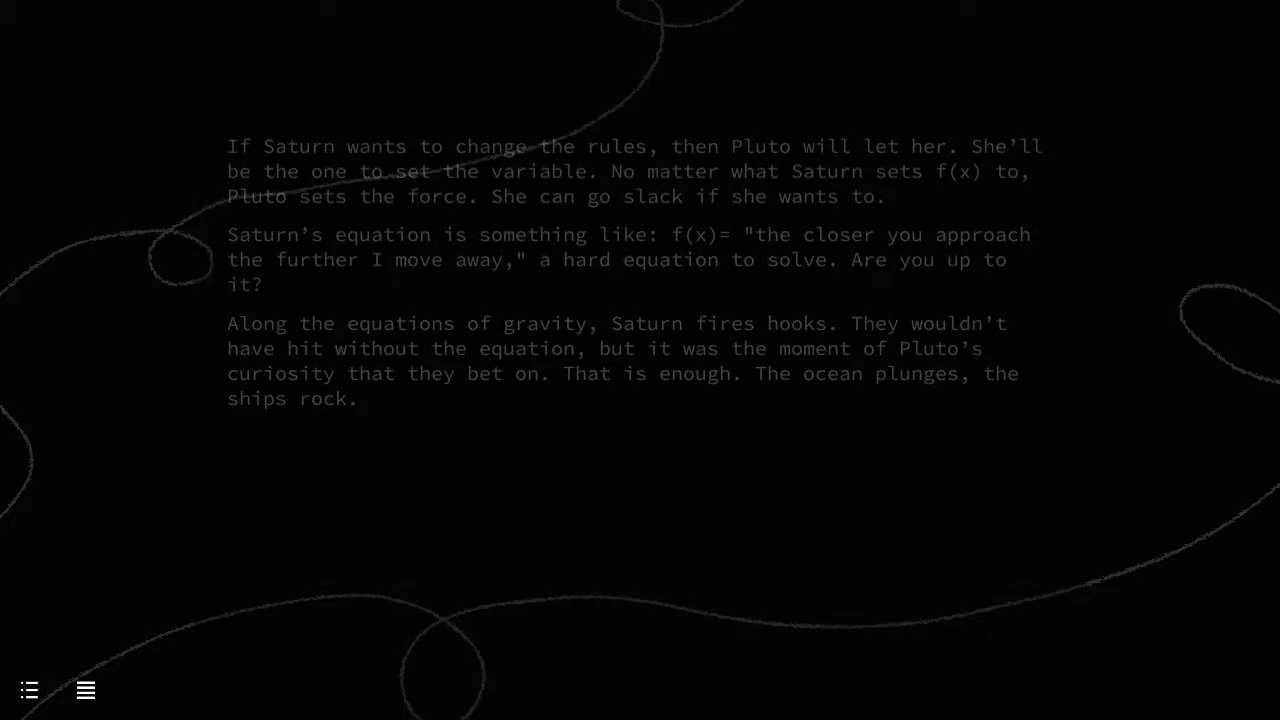 If Saturn wants to change the rules, then Pluto will let her. She’ll
be the one to set the variable. No matter what Saturn sets f(x) to,
Pluto sets the force. She can go slack if she wants to.
Saturn’s equation is something like: f(x)= "the closer you approach
the further I move away," a hard equation to solve. Are you up to
it?
Along the equations of gravity, Saturn fires hooks. They wouldn’t
have hit without the equation, but it was the moment of Pluto’s
curiosity that they bet on. That is enough. The ocean plunges, the
ships rock.